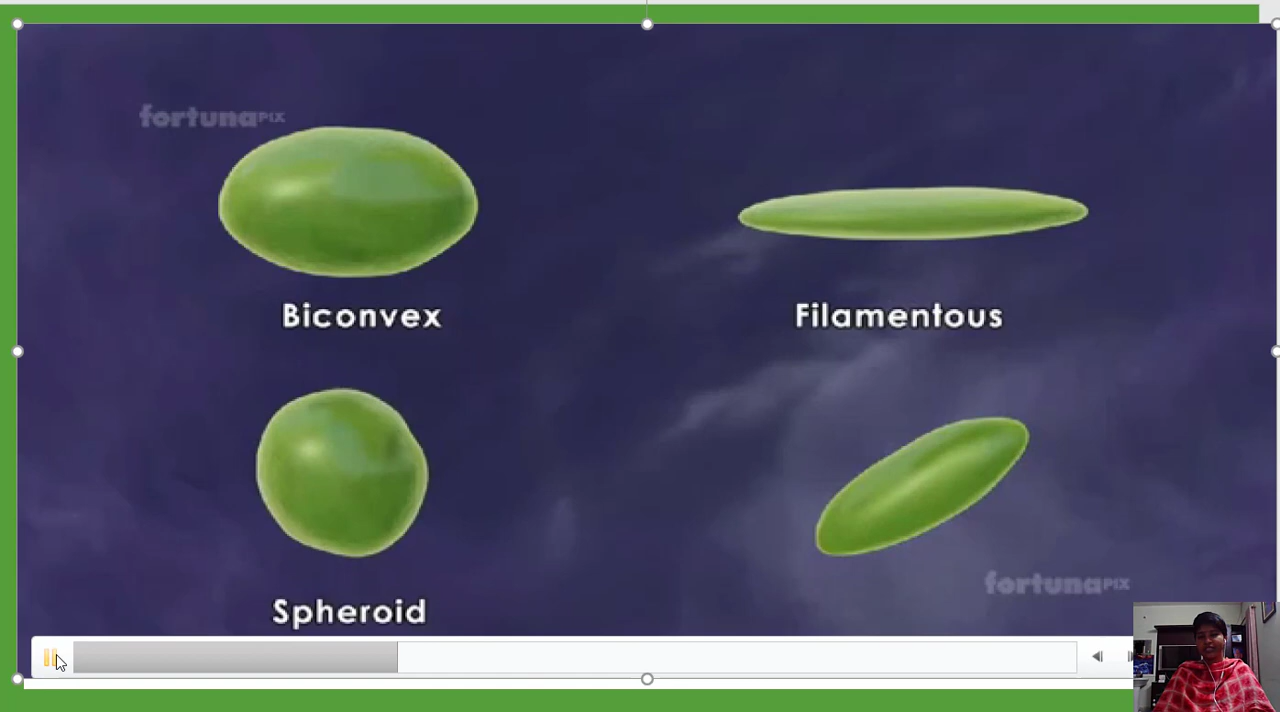 fortunaPIX
Biconvex
Filamentous
Spheroid
fortunaPIX